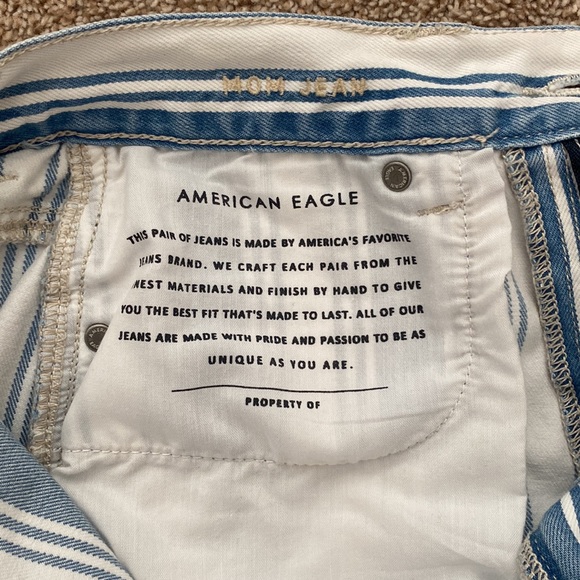 MOM JEAN
AMERICAN EAGLE
THIS PAIR OF JEANS IS MADE BY AMERICA'S FAVORITE
JEANS BRAND. WE CRAFT EACH PAIR FROM THE
MATERIALS AND FINISH BY HAND TO GIVE
YOU THE BEST FIT THAT'S MADE TO LAST. ALL OF OUR
JEANS ARE MADE WITH PRIDE AND PASSION TO BE AS
UNIQUE AS YOU ARE.
PROPERTY OF